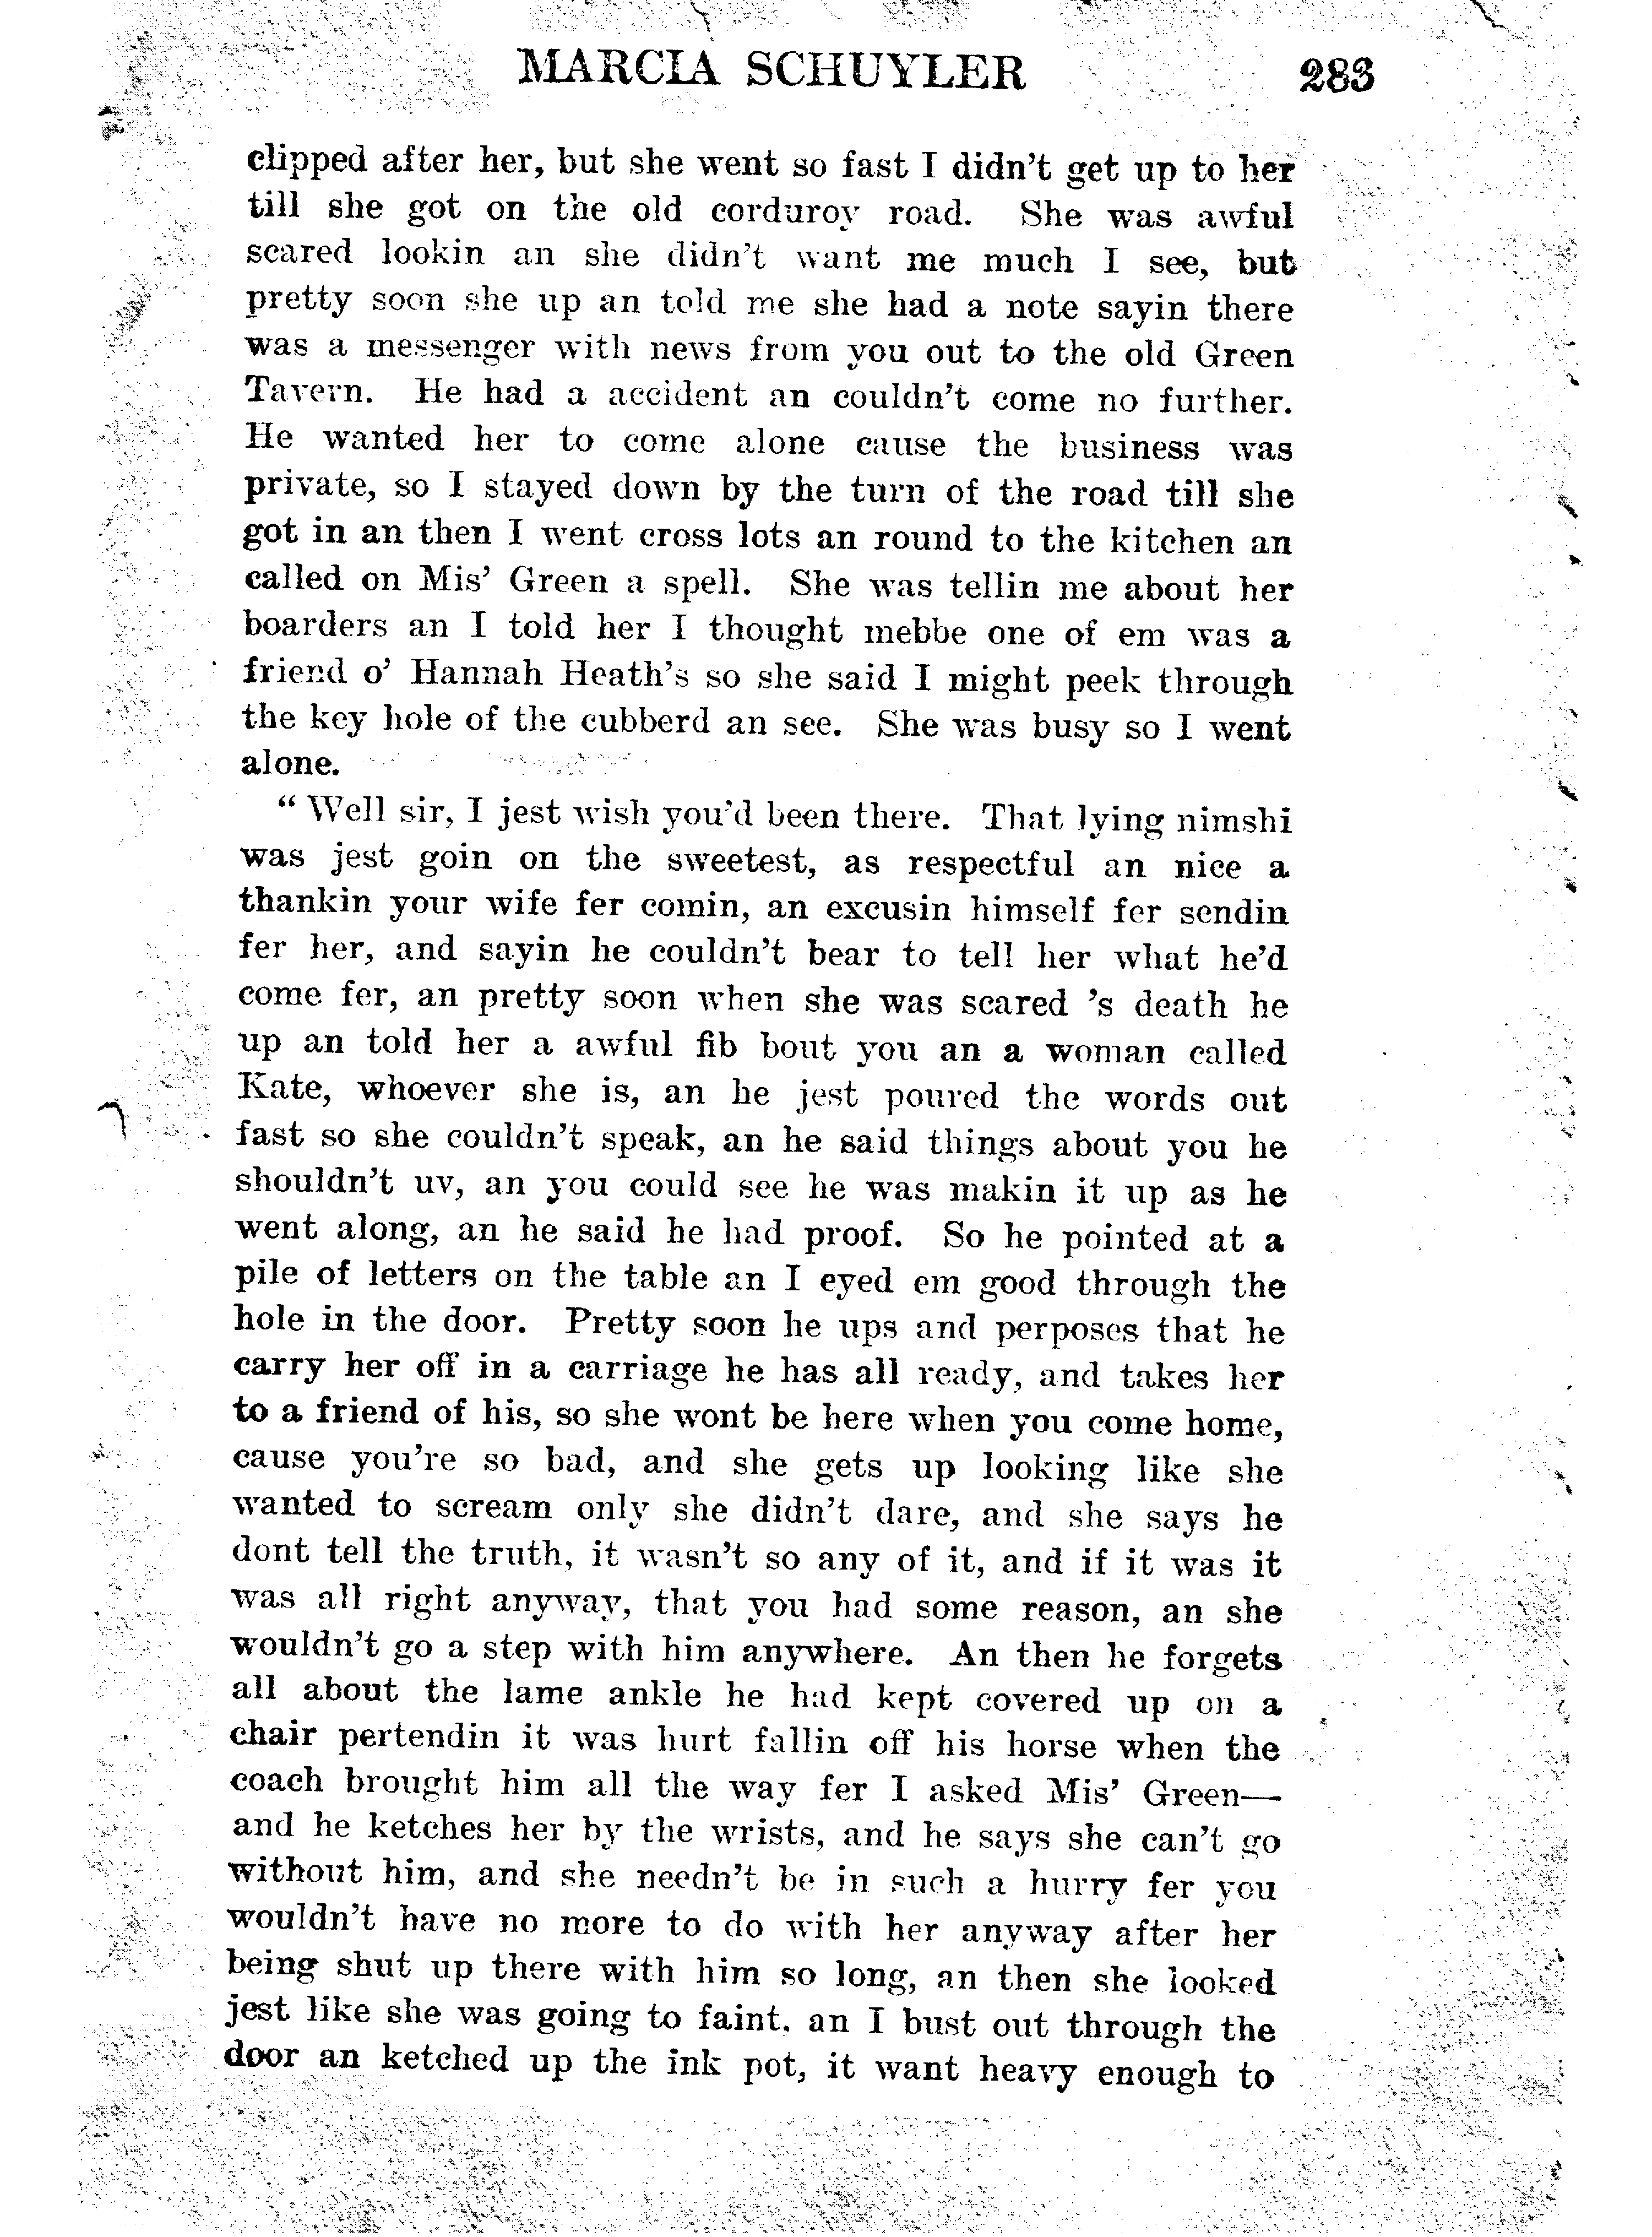 MARCIA SCHUYLER 283
clipped after her, but she went so fast I didn't get up to her
till she got on the old corduroy road. She was awful
scared lookin an she didn't want me much I see, but
pretty soon she up an told me she had a note sayin there
was a messenger with news from you out to the old Green
Tavern. He had a accident an couldn't come no further.
He wanted her to come alone cause the business was
private, so I stayed down by the turn of the road till she
got in an then I went cross lots an round to the kitchen an
called on Mis' Green a spell. She was tellin me about her
boarders an I told her I thought mebbe one of em was a
friend o' Hannah Heath's so she said I might peek through
the key hole of the cubberd an see. She was busy so I went
alone.
"Well sir, I jest wish you'd been there. That lying nimshi
was jest goin on the sweetest, as respectful an nice a
thankin your wife fer comin, an excusin himself fer sendin
fer her, and sayin he couldn't bear to tell her what he'd
come fer, an pretty soon when she was scared 's death he
up an told her a awful fib bout you an a woman called
Kate, whoever she is, an he jest poured the words out
fast so she couldn't speak, an he said things about you he
shouldn't uv, an you could see he was makin it up as he
went along, an he said he had proof. So he pointed at a
pile of letters on the table an I eyed em good through the
hole in the door. Pretty soon he ups and perposes that he
carry her off in a carriage he has all ready, and takes her
to a friend of his, so she wont be here when you come home,
cause you're so bad, and she gets up looking like she
wanted to scream only she didn't dare, and she says he
dont tell the truth, it wasn't so any of it, and if it was it
was all right anyway, that you had some reason, an she
wouldn't go a step with him anywhere. An then he forgets
all about the lame ankle he had kept covered up on a
chair pertendin it was hurt fallin off his horse when the
coach brought him all the way fer I asked Mis' Green—
and he ketches her by the wrists, and he says she can't go
without him, and she needn't be in such a hurry fer you
wouldn't have no more to do with her anyway after her
being shut up there with him so long, an then she looked
jest like she was going to faint. an I bust out through the
door an ketched up the ink pot, it want heavy enough to